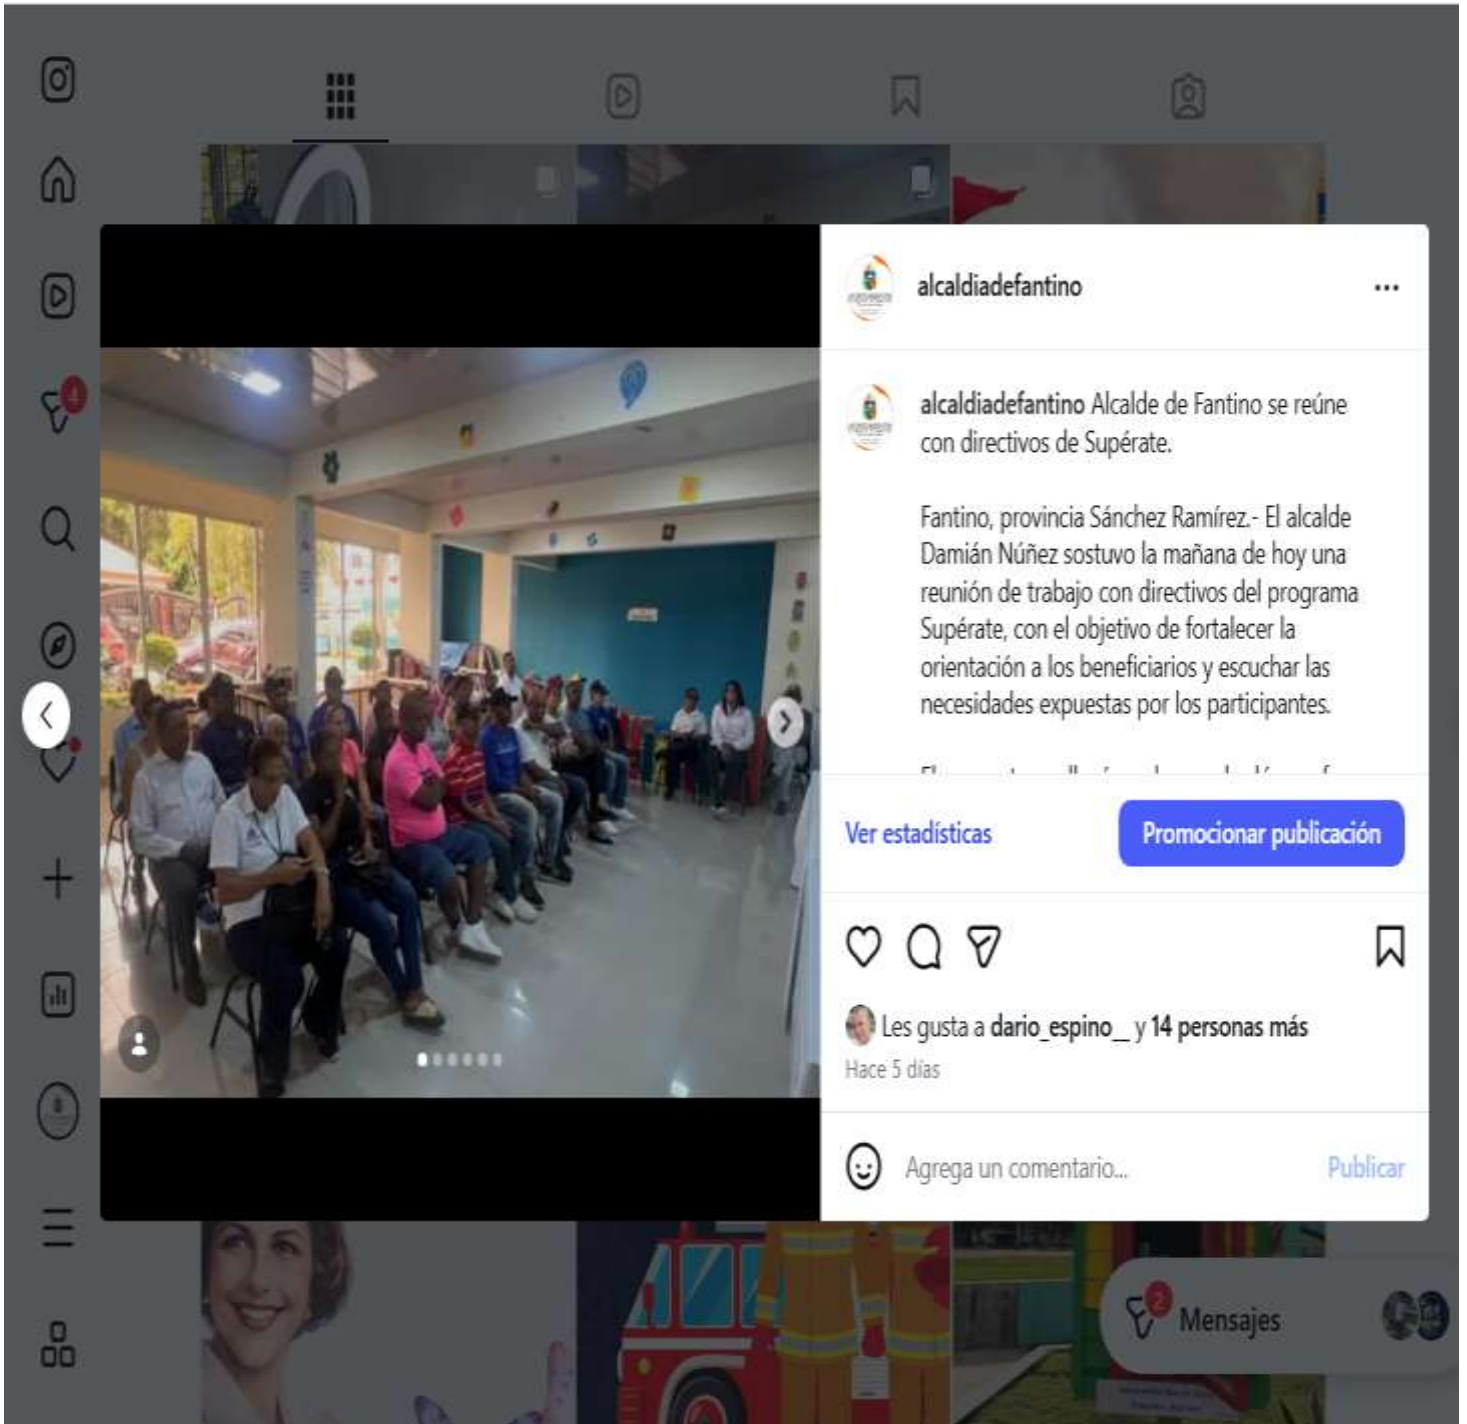 4
alcaldiadefantino
alcaldiadefantino Alcalde de Fantino se reúne
con directivos de Supérate.
Fantino, provincia Sánchez Ramírez.- El alcalde
Damián Núñez sostuvo la mañana de hoy una
reunión de trabajo con directivos del programa
Supérate, con el objetivo de fortalecer la
orientación a los beneficiarios y escuchar las
necesidades expuestas por los participantes.
Ver estadísticas
Promocionar publicación
Les gusta a dario_espino__ y 14 personas más
Hace 5 días
Agrega un comentario...
Publicar
2
Mensajes